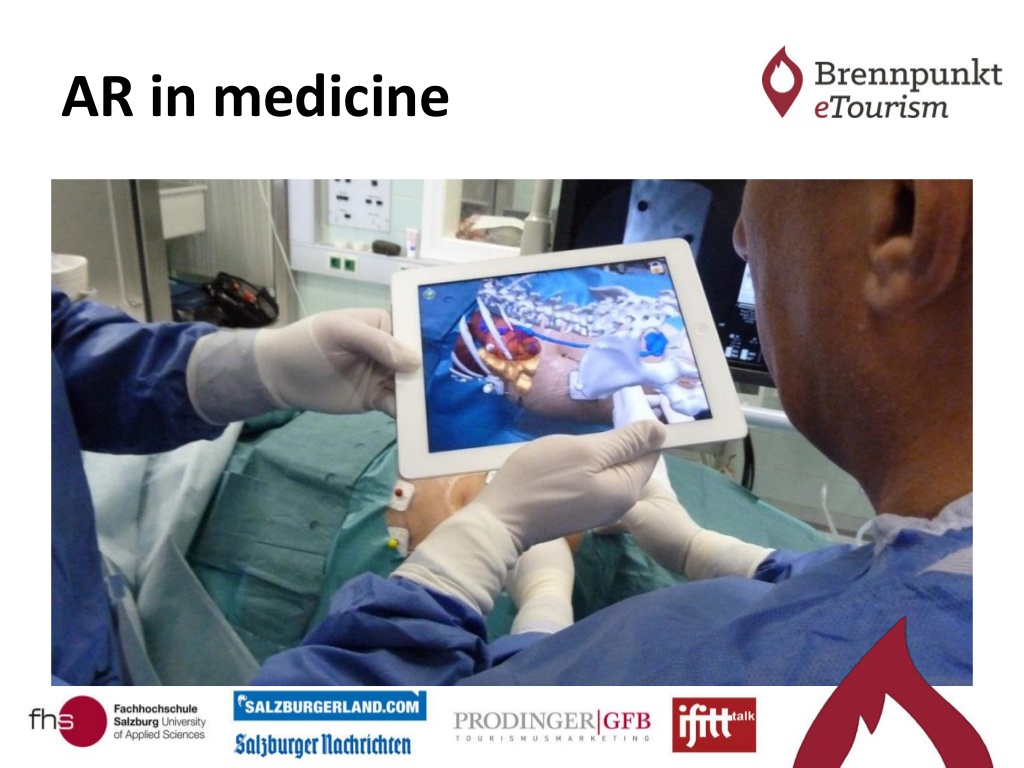 AR in medicine
Brennpunkt
eTourism
fhs
Fachhochschule
Salzburg University
of Applied Sciences
SALZBURGERLAND.COM
Salzburger Nachrichten
PRODINGER|GFB
TOURISMUSMARKETING
ifitt talk